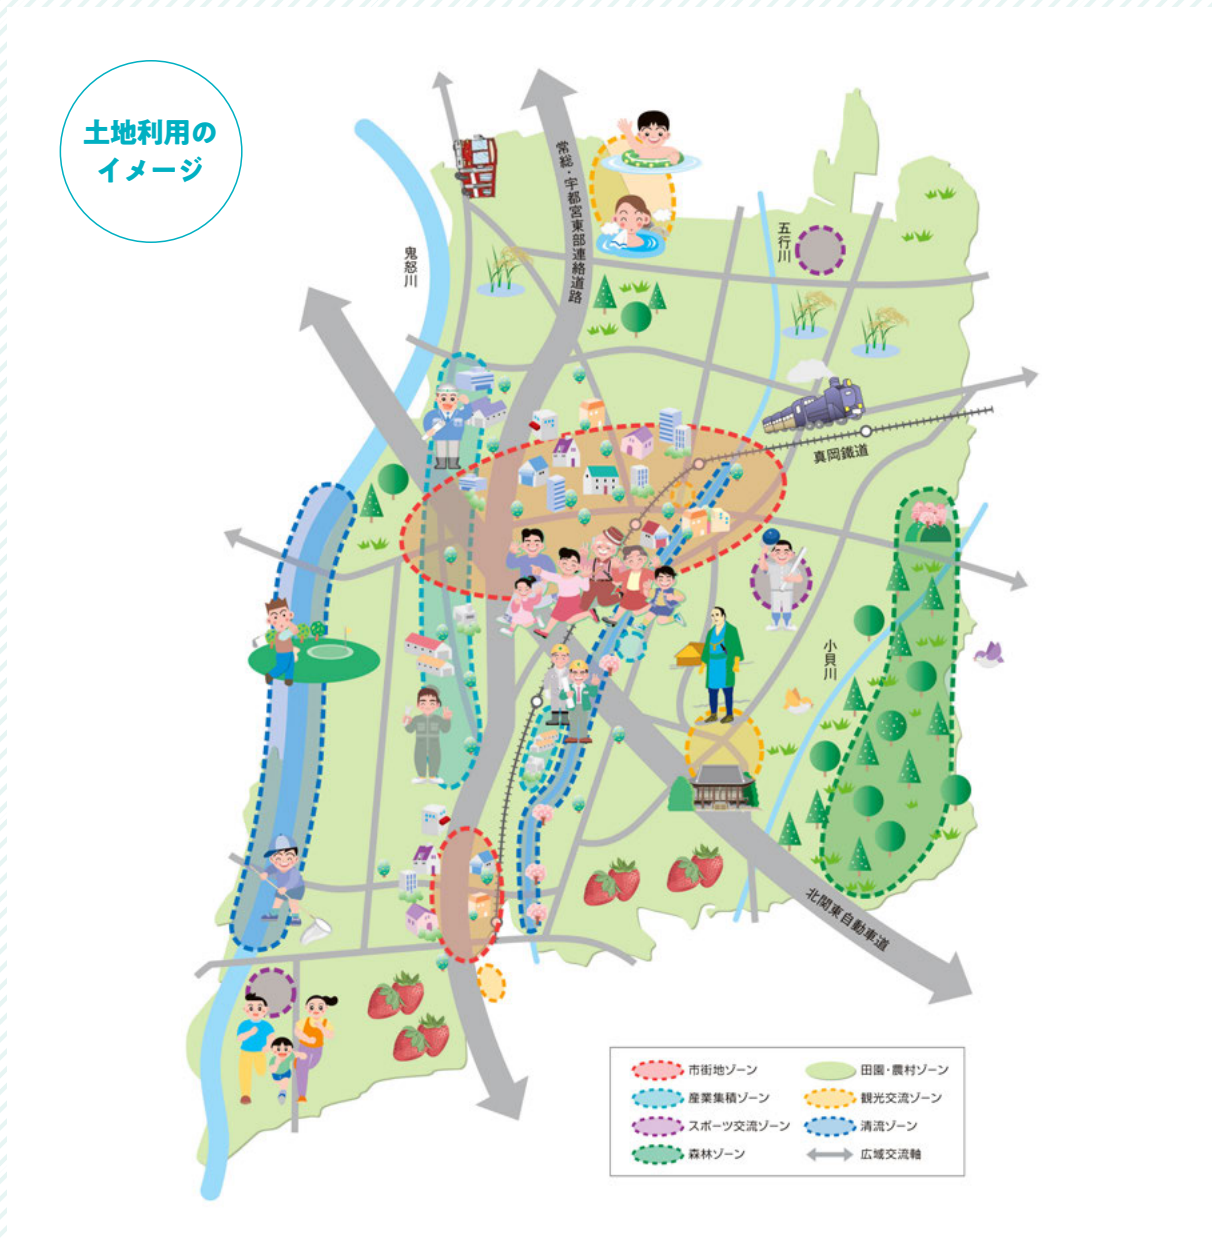 土地利用の
イメージ
常総・宇都宮東部連絡道路
五行川
鬼怒川
真岡鐵道
小貝川
北関東自動車道
市街地ゾーン
田園・農村ゾーン
産業集積ゾーン
観光交流ゾーン
スポーツ交流ゾーン
清流ゾーン
森林ゾーン
広域交流軸